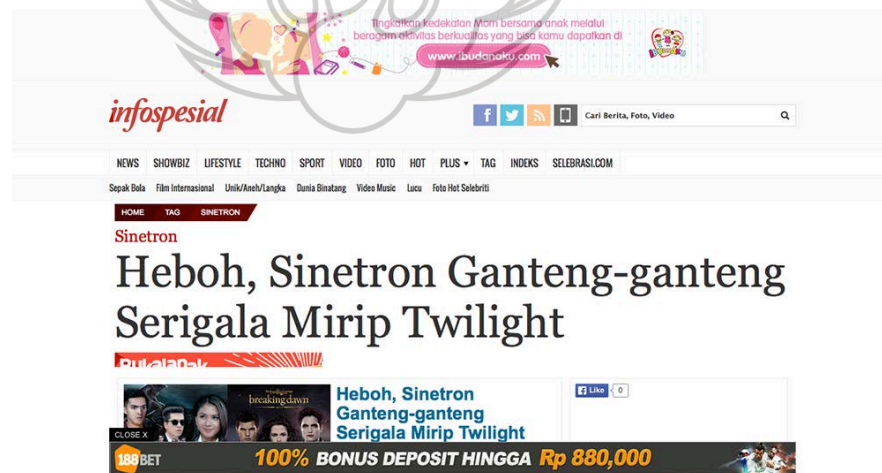 Tingkatkan kedekatan Mom bersama anak melalui
beragam aktivitas berkualitas yang bisa kamu dapatkan di
www.ibudanaku.com
infospesial
Cari Berita, Foto, Video
NEWS SHOWBIZ LIFESTYLE TECHNO SPORT VIDEO FOTO HOT PLUS TAG INDEKS SELEBRASI.COM
Sepak Bola Film Internasional Unik/Aneh/Langka Dunia Binatang Video Music Lucu Foto Hot Selebriti
HOME TAG SINETRON
Sinetron
Heboh, Sinetron Ganteng-ganteng
Serigala Mirip Twilight
Bukalapak
breaking dawn
Heboh, Sinetron
Ganteng-ganteng
Serigala Mirip Twilight
Like 0
CLOSE X
188BET 100% BONUS DEPOSIT HINGGA Rp 880,000